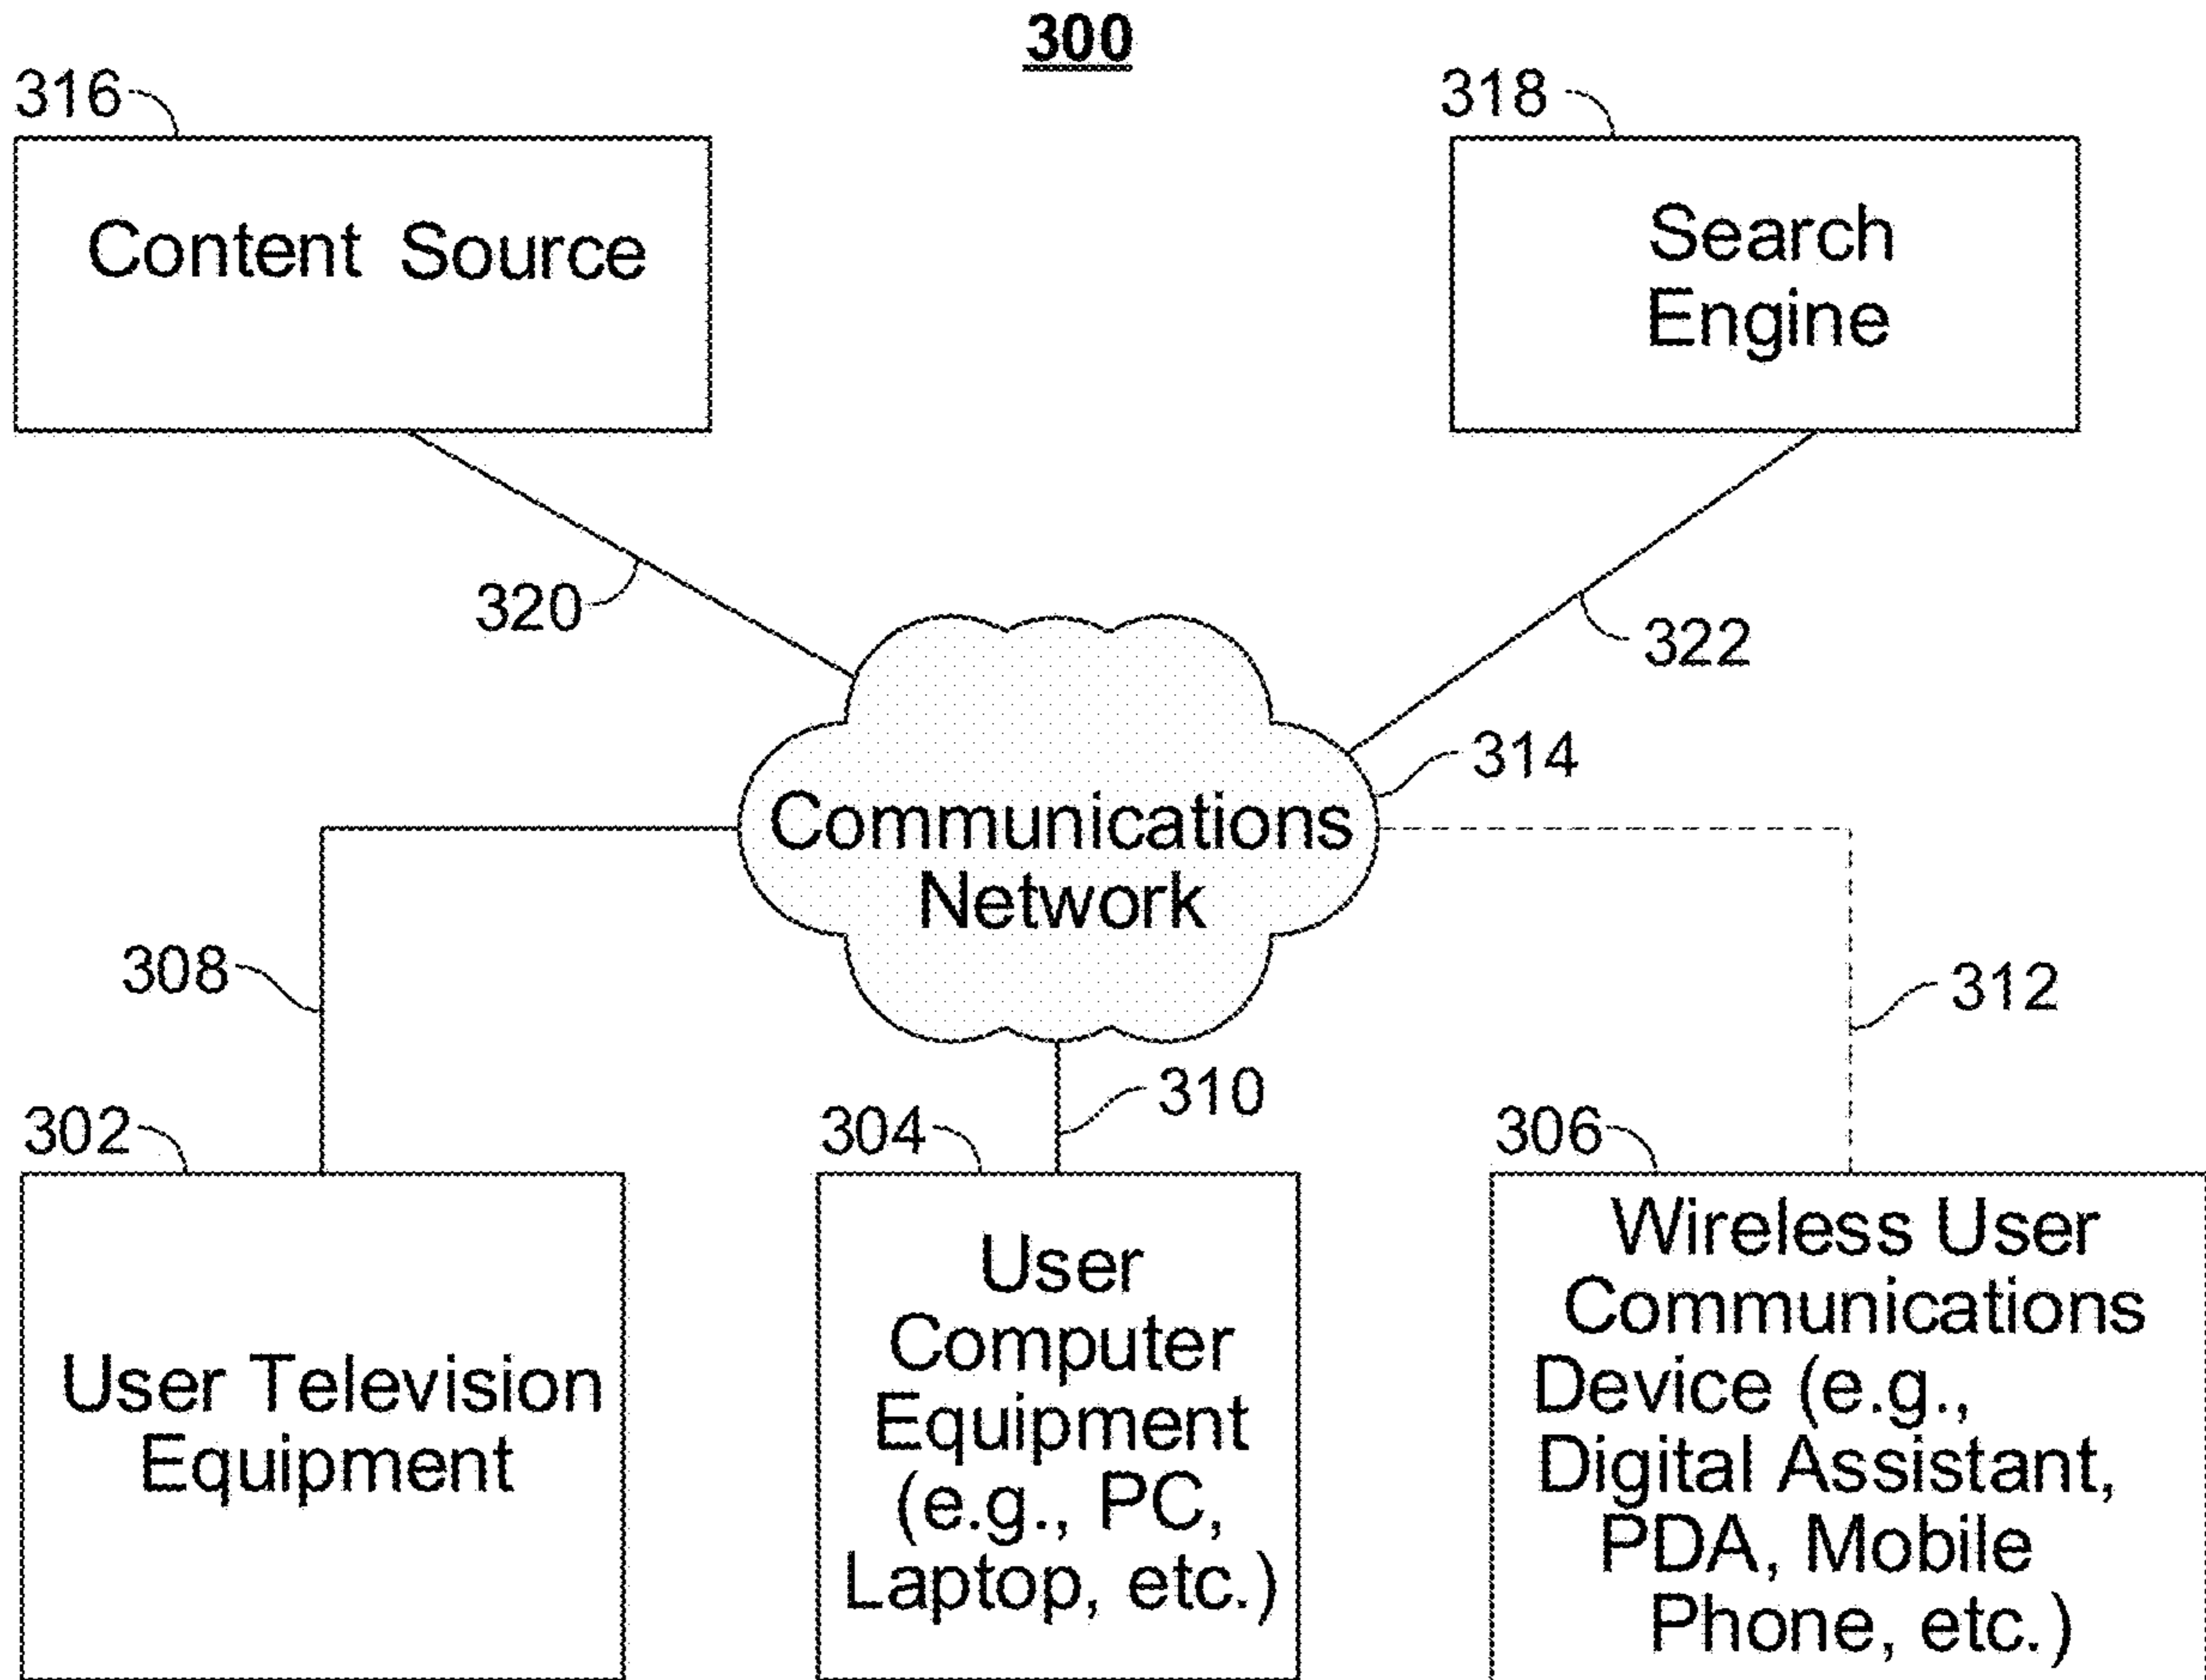 300
316
318
Content Source
Search
Engine
320
322
314
Communications
Network
308
312
310
302
304
306
User Television
Equipment
User
Computer
Equipment
(e.g., PC,
Laptop, etc.)
Wireless User
Communications
Device (e.g.,
Digital Assistant,
PDA, Mobile
Phone, etc.)